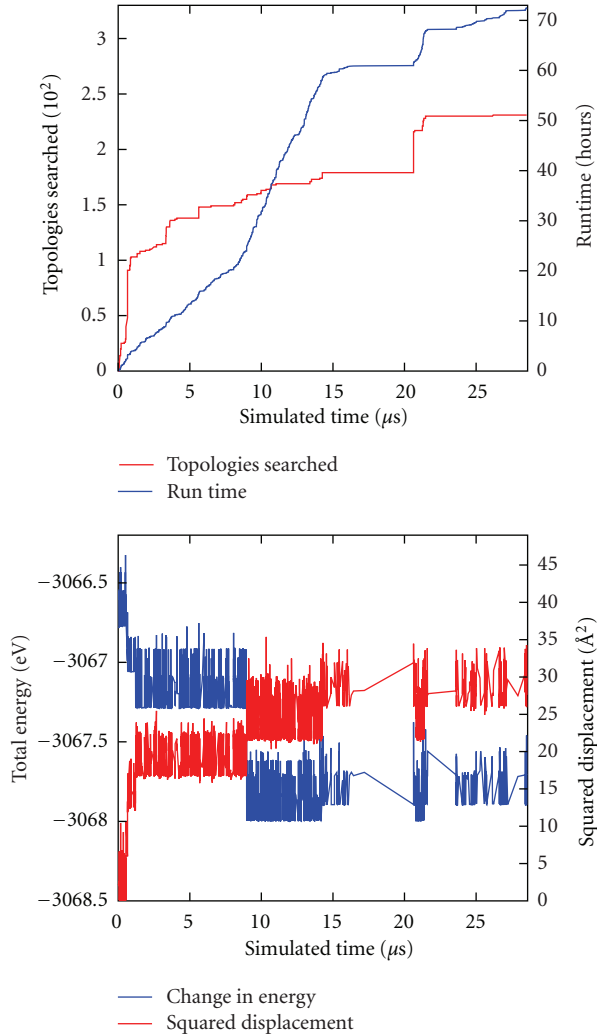 Topologies searched (10²)
3
2.5
2
1.5
1
0.5
0
70
60
50
40
30
20
10
0
Runtime (hours)
0 5 10 15 20 25
Simulated time (μs)
Topologies searched
Run time
Total energy (eV)
−3066.5
−3067
−3067.5
−3068
−3068.5
45
40
35
30
25
20
15
10
5
0
Squared displacement (Å²)
0 5 10 15 20 25
Simulated time (μs)
Change in energy
Squared displacement